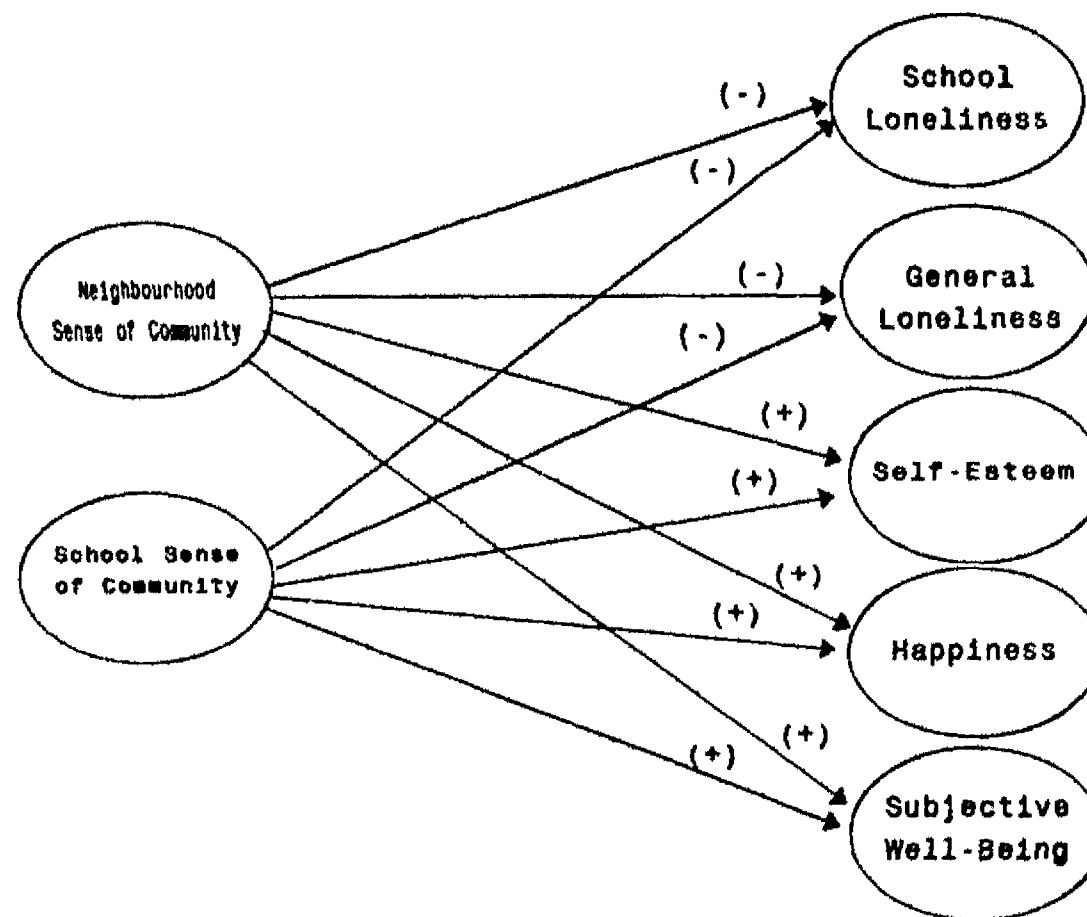 (-)
School
Loneliness
(-)
Neighbourhood
Sense of Community
(-)
General
Loneliness
(-)
(+)
Self-Esteem
(+)
School Sense
of Community
(+)
(+)
Happiness
(+)
(+)
Subjective
Well-Being